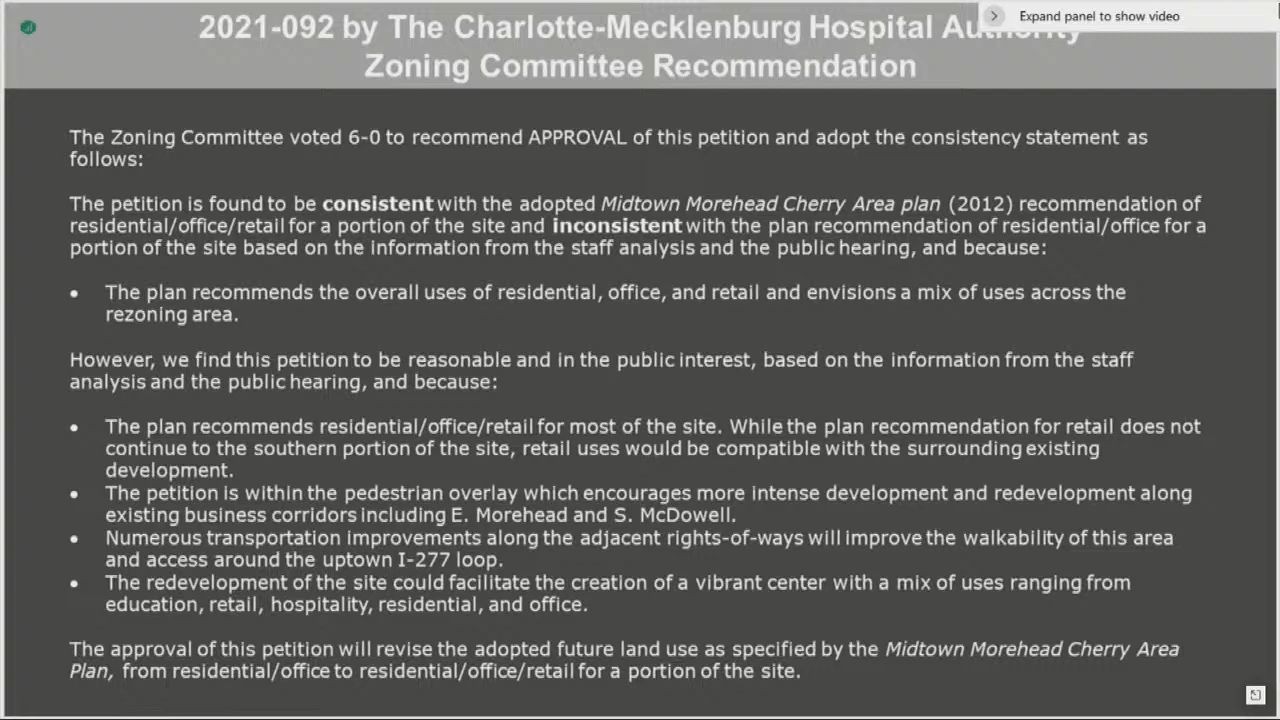 2021-092 by The Charlotte-Mecklenburg Hospital Authority
Expand panel to show video
Zoning Committee Recommendation
The Zoning Committee voted 6-0 to recommend APPROVAL of this petition and adopt the consistency statement as
follows:
The petition is found to be consistent with the adopted Midtown Morehead Cherry Area plan (2012) recommendation of
residential/office/retail for a portion of the site and inconsistent with the plan recommendation of residential/office for a
portion of the site based on the information from the staff analysis and the public hearing, and because:
• The plan recommends the overall uses of residential, office, and retail and envisions a mix of uses across the
rezoning area.
However, we find this petition to be reasonable and in the public interest, based on the information from the staff
analysis and the public hearing, and because:
• The plan recommends residential/office/retail for most of the site. While the plan recommendation for retail does not
continue to the southern portion of the site, retail uses would be compatible with the surrounding existing
development.
• The petition is within the pedestrian overlay which encourages more intense development and redevelopment along
existing business corridors including E. Morehead and S. McDowell.
• Numerous transportation improvements along the adjacent rights-of-ways will improve the walkability of this area
and access around the uptown I-277 loop.
• The redevelopment of the site could facilitate the creation of a vibrant center with a mix of uses ranging from
education, retail, hospitality, residential, and office.
The approval of this petition will revise the adopted future land use as specified by the Midtown Morehead Cherry Area
Plan, from residential/office to residential/office/retail for a portion of the site.